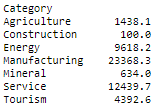 Category
Agriculture 1438.1
Construction 100.0
Energy 9618.2
Manufacturing 23368.3
Mineral 634.0
Service 12439.7
Tourism 4392.6